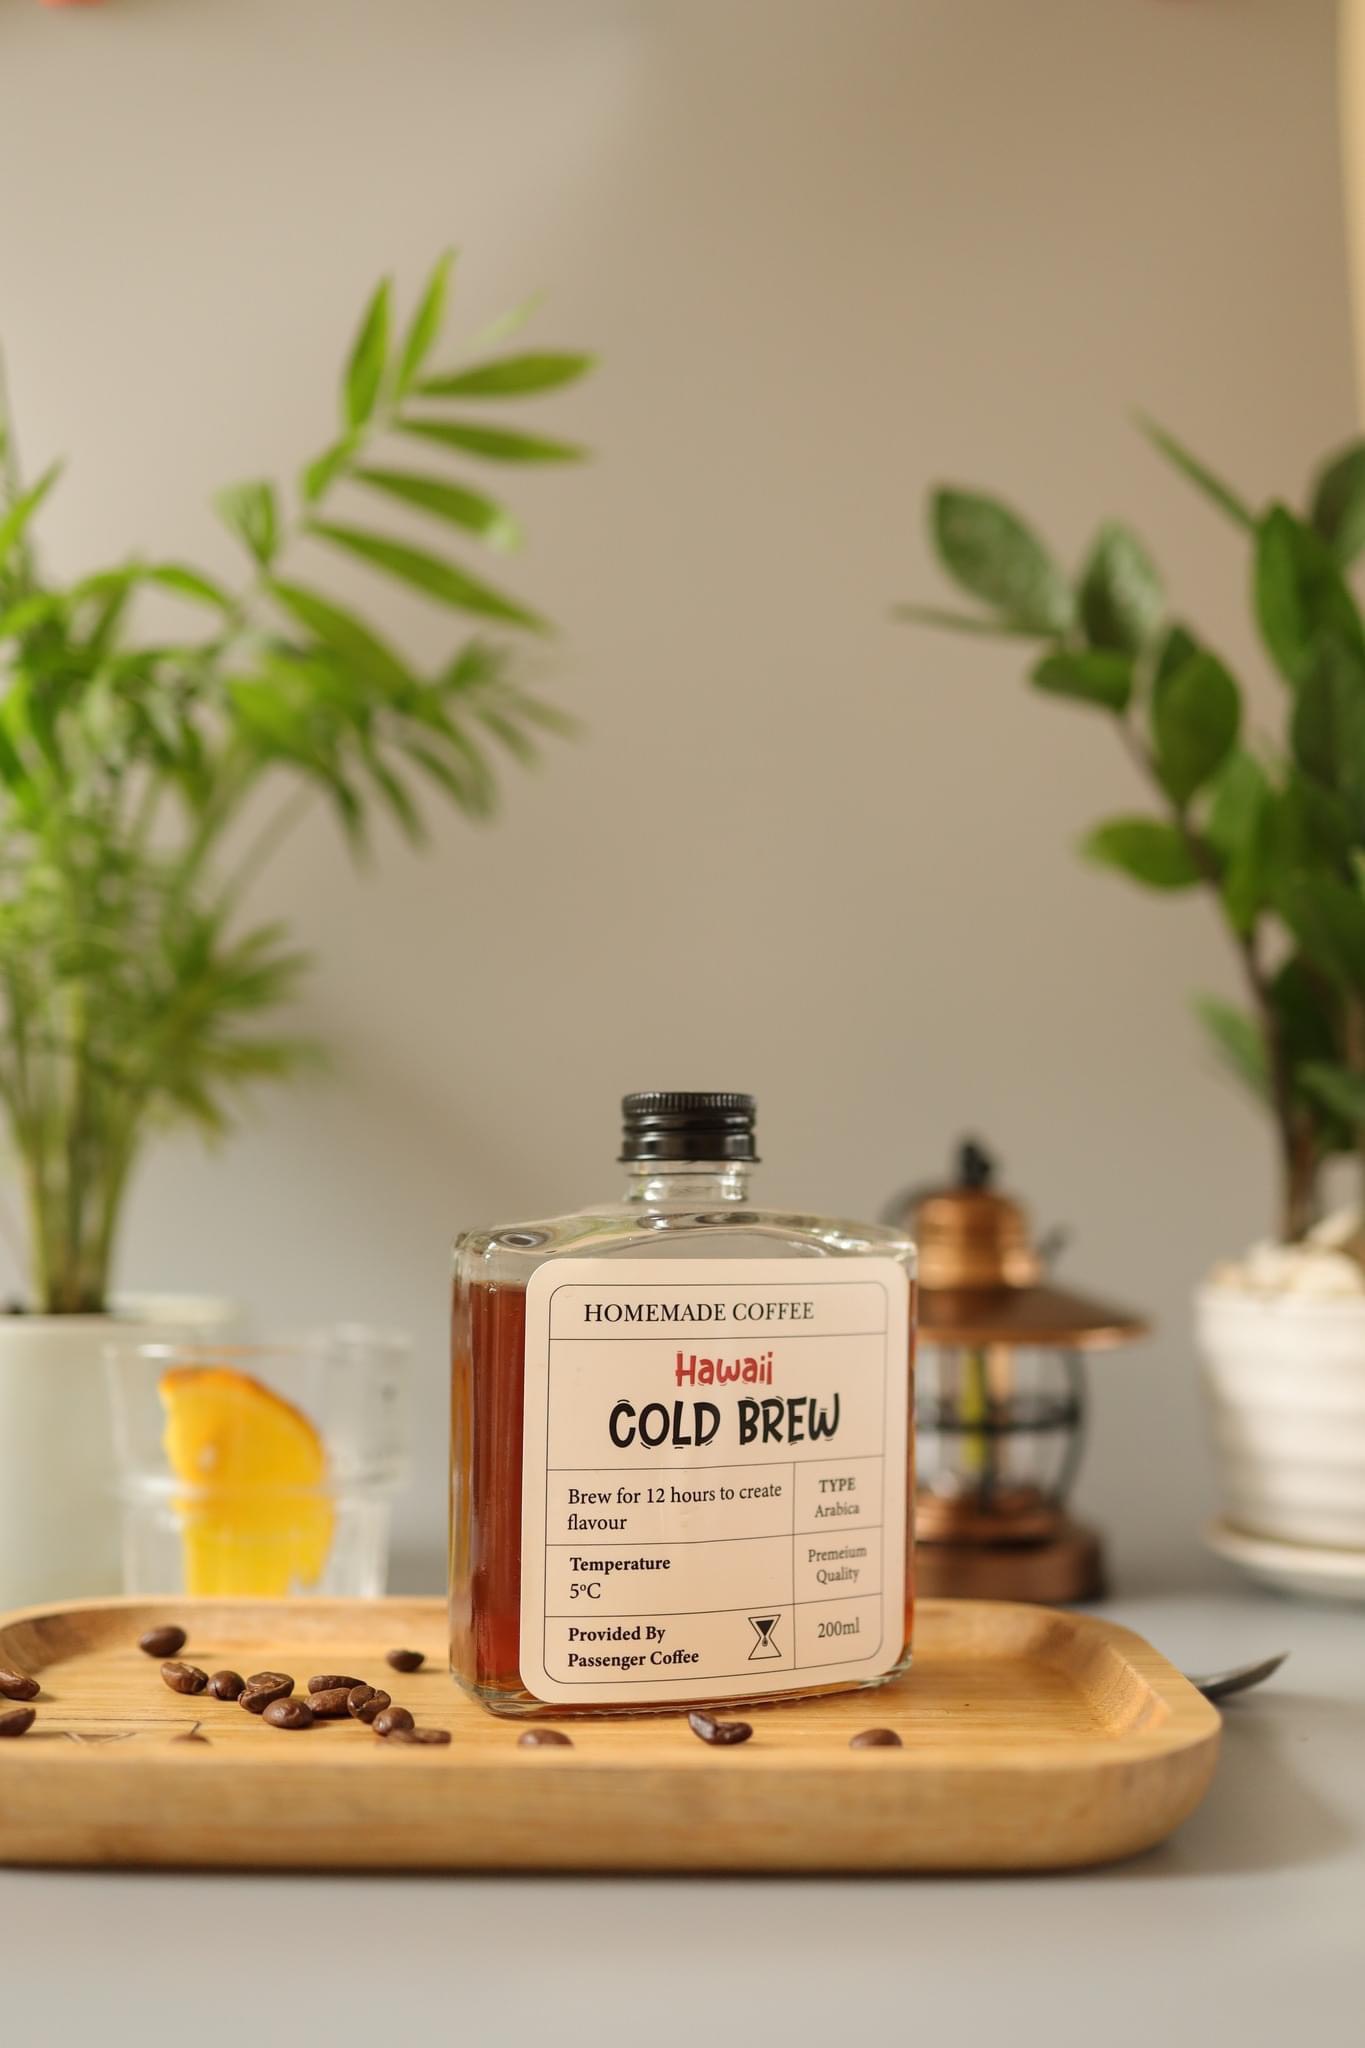 HOMEMADE COFFEE
Hawaii
COLD BREW
Brew for 12 hours to create
flavour
TYPE
Arabica
Temperature
5ºC
Premeium
Quality
Provided By
Passenger Coffee
200ml